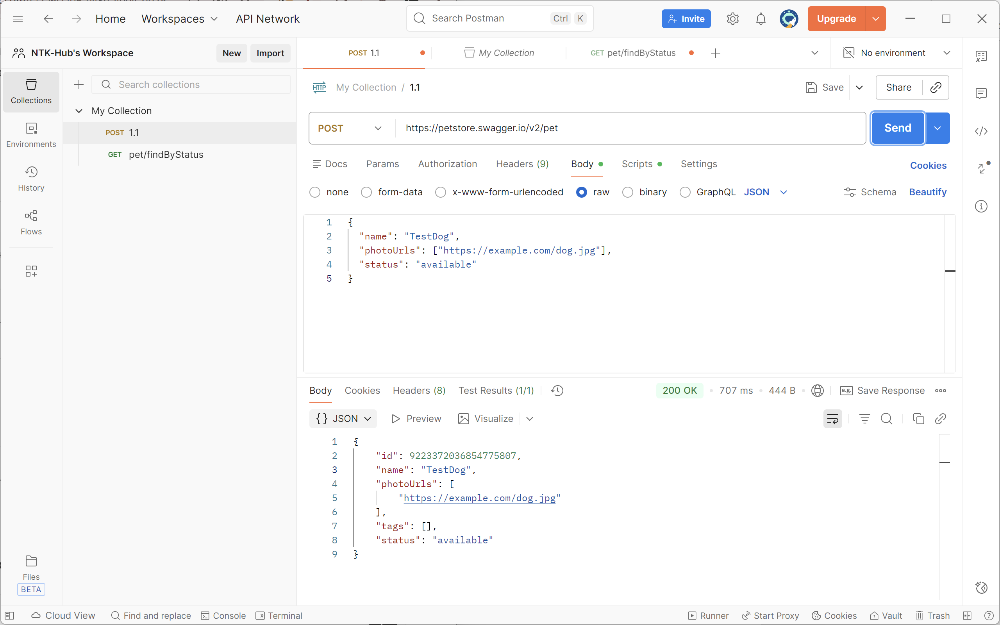 Home Workspaces API Network Search Postman Ctrl K Invite Upgrade
NTK-Hub's Workspace New Import POST 1.1 My Collection GET pet/findByStatus No environment
Collections
Environments
History
Flows
Files
BETA
Search collections
My Collection
POST 1.1
GET pet/findByStatus
HTTP My Collection / 1.1 Save Share
POST https://petstore.swagger.io/v2/pet Send
Docs Params Authorization Headers (9) Body Scripts Settings Cookies
none form-data x-www-form-urlencoded raw binary GraphQL JSON Schema Beautify
1 {
2 "name": "TestDog",
3 "photoUrls": ["https://example.com/dog.jpg"],
4 "status": "available"
5 }
Body Cookies Headers (8) Test Results (1/1) 200 OK 707 ms 444 B e.g. Save Response
{} JSON Preview Visualize
1 {
2 "id": 9223372036854775807,
3 "name": "TestDog",
4 "photoUrls": [
5 "https://example.com/dog.jpg"
6 ],
7 "tags": [],
8 "status": "available"
9 }
Cloud View Find and replace Console Terminal Runner Start Proxy Cookies Vault Trash